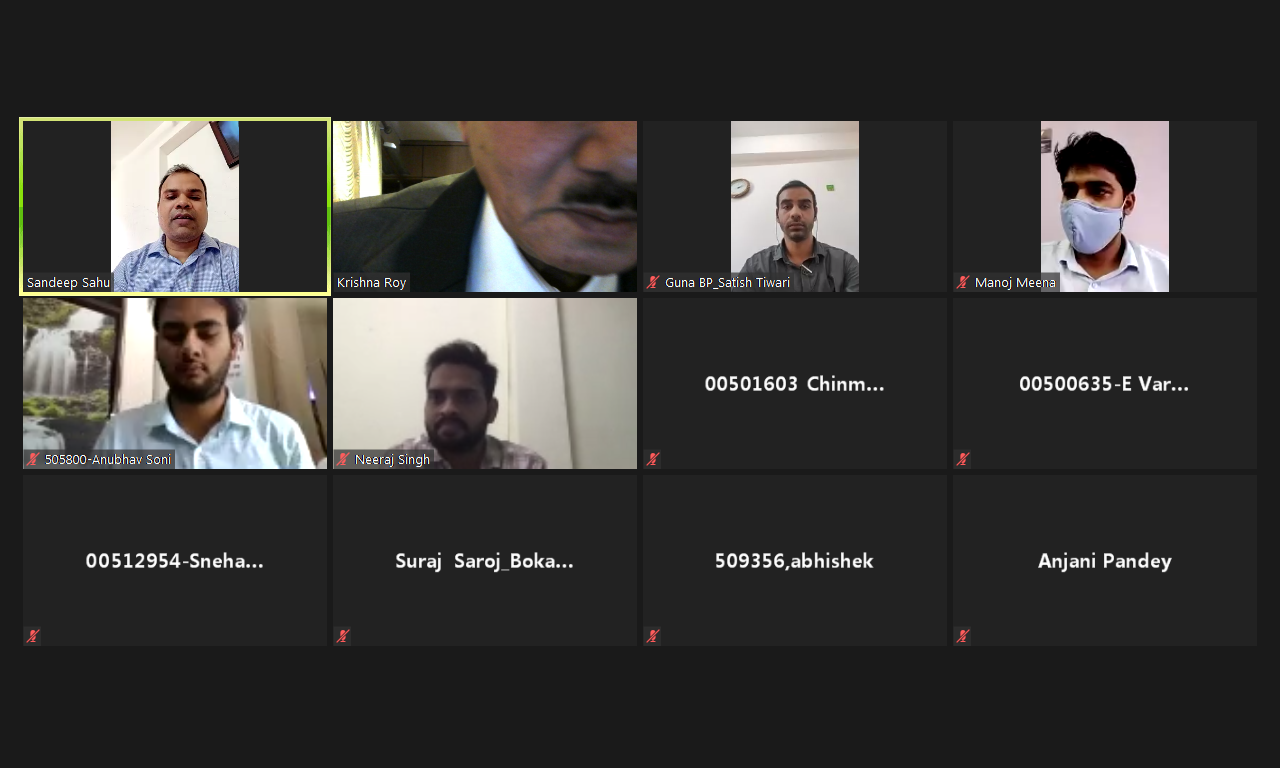 Sandeep Sahu
Krishna Roy
Guna BP_Satish Tiwari
Manoj Meena
505800-Anubhav Soni
Neeraj Singh
00501603 Chinm...
00500635-E Var...
00512954-Sneha...
Suraj  Saroj_Boka...
509356,abhishek
Anjani Pandey